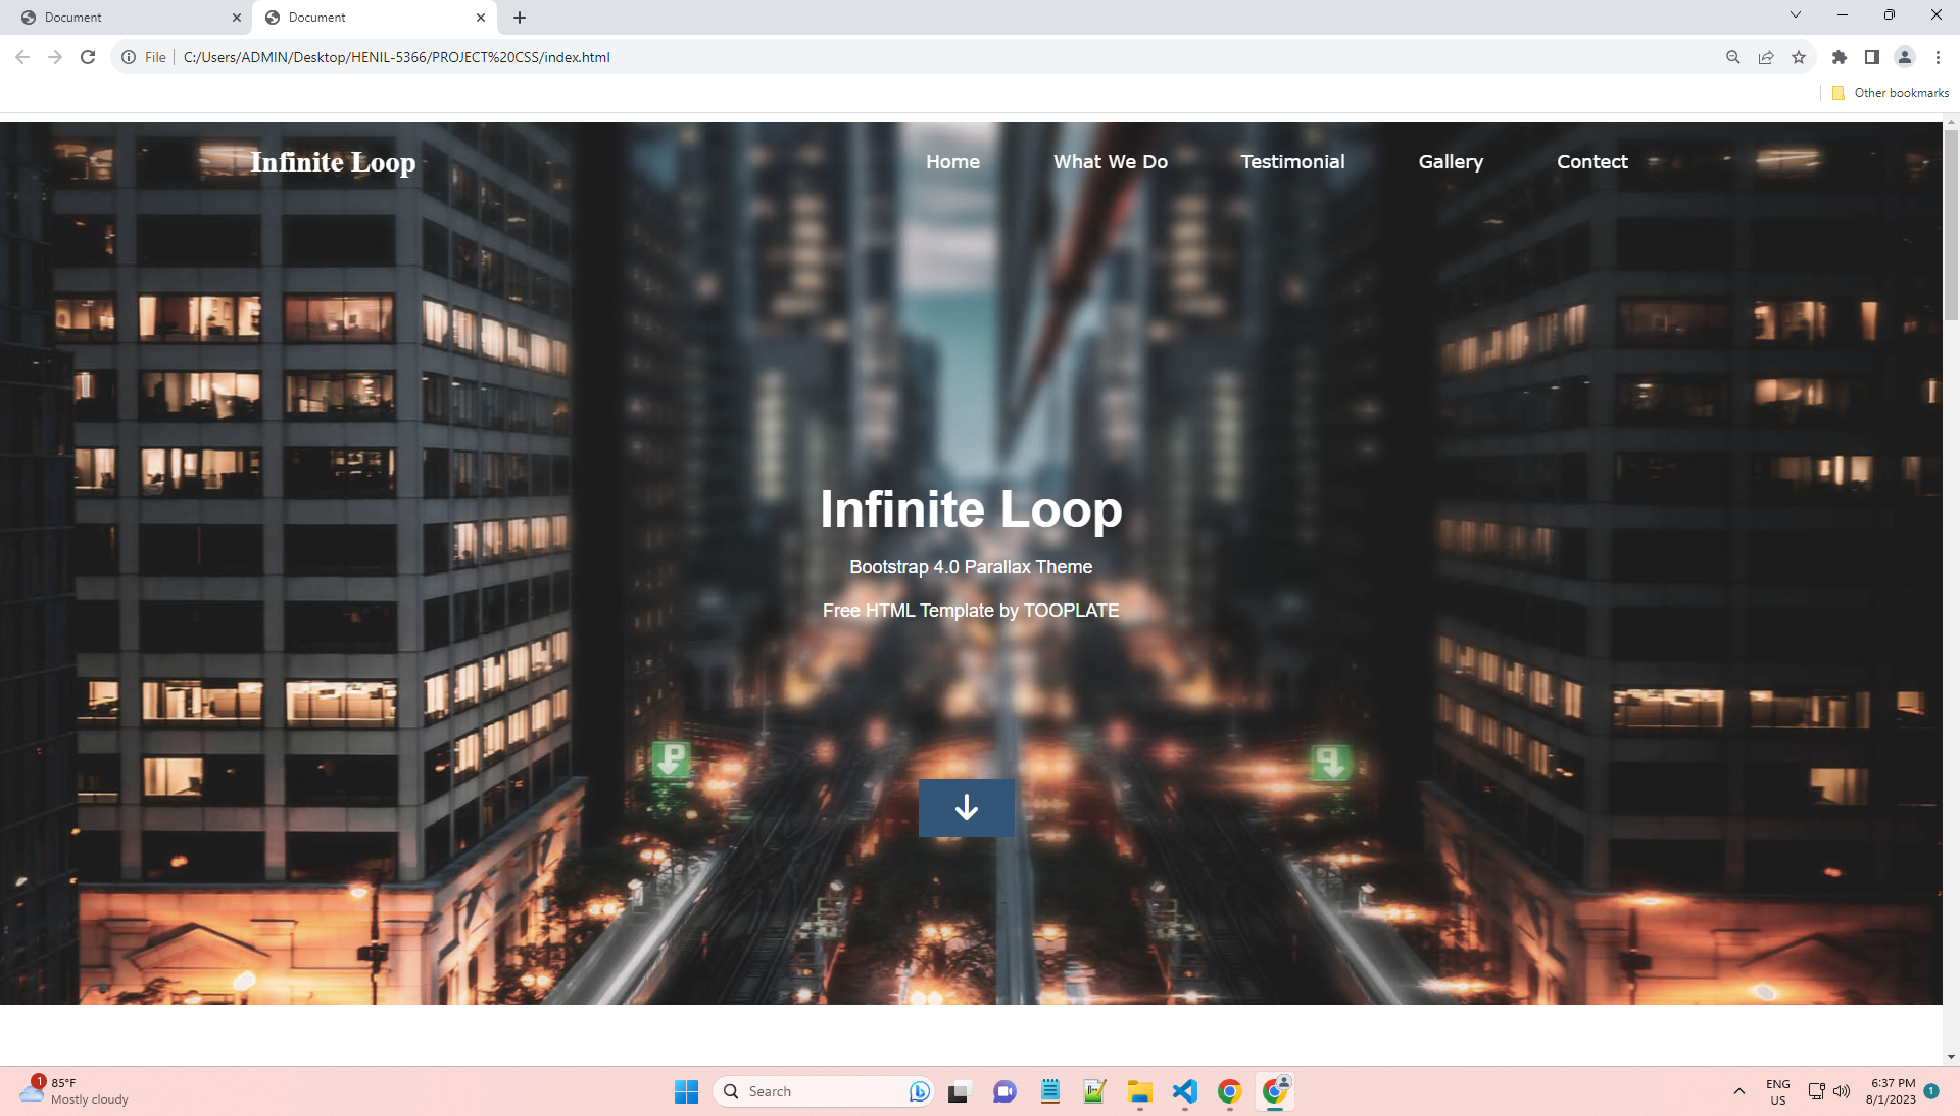 Document
Document
File
C:/Users/ADMIN/Desktop/HENIL-5366/PROJECT%20CSS/index.html
Other bookmarks
Infinite Loop
Home
What We Do
Testimonial
Gallery
Contect
Infinite Loop
Bootstrap 4.0 Parallax Theme
Free HTML Template by TOOPLATE
P
P
1
85°F
Mostly cloudy
Search
ENG
US
6:37 PM
8/1/2023
1